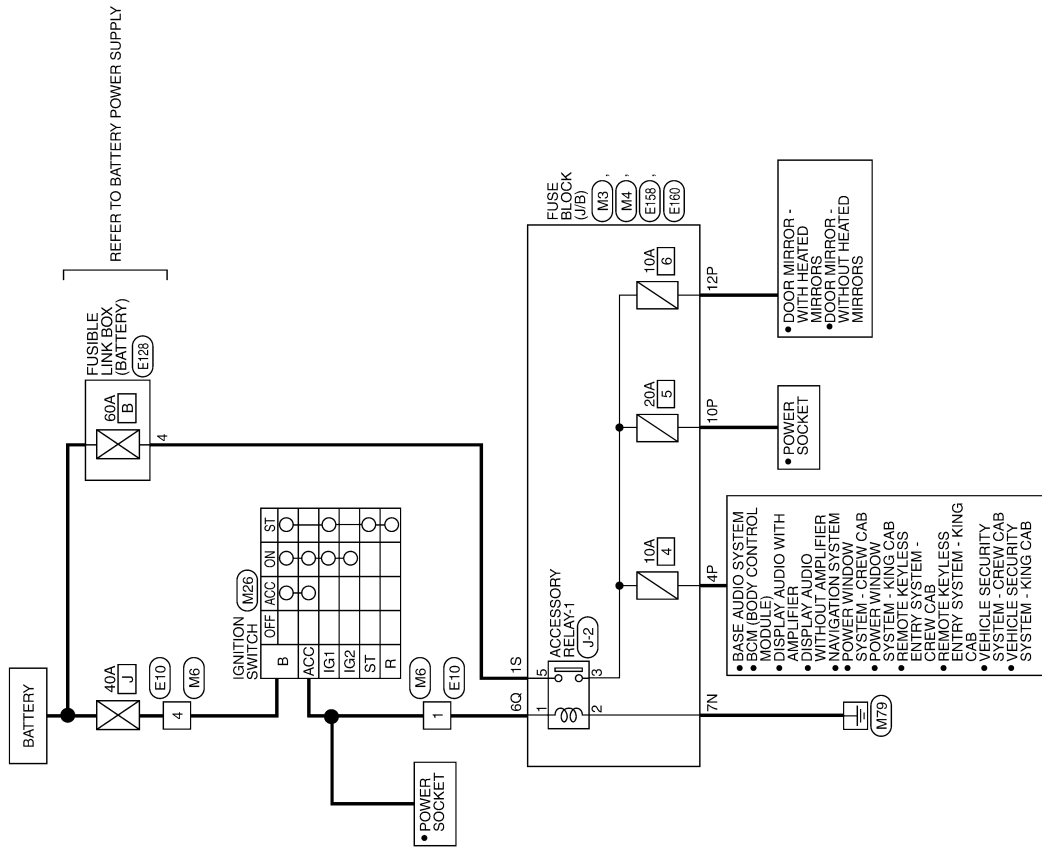 REFER TO BATTERY POWER SUPPLY
FUSIBLE
LINK BOX
(BATTERY)
E128
60A
B
4
BATTERY
40A
J
4
E10
M6
IGNITION
SWITCH
M26
OFF
ACC
ON
ST
B
ACC
IG1
IG2
ST
R
• POWER
SOCKET
1
M6
E10
6Q
1S
1
5
2
3
ACCESSORY
RELAY-1
J-2
FUSE
BLOCK
(J/B)
M3 ,
M4 ,
E158 ,
E160
10A
4
20A
5
10A
6
7N
4P
10P
12P
M79
• BASE AUDIO SYSTEM
• BCM (BODY CONTROL
MODULE)
• DISPLAY AUDIO WITH
AMPLIFIER
• DISPLAY AUDIO
WITHOUT AMPLIFIER
• NAVIGATION SYSTEM
• POWER WINDOW
SYSTEM - CREW CAB
• POWER WINDOW
SYSTEM - KING CAB
• REMOTE KEYLESS
ENTRY SYSTEM -
CREW CAB
• REMOTE KEYLESS
ENTRY SYSTEM - KING
CAB
• VEHICLE SECURITY
SYSTEM - CREW CAB
• VEHICLE SECURITY
SYSTEM - KING CAB
• POWER
SOCKET
• DOOR MIRROR -
WITH HEATED
MIRRORS
• DOOR MIRROR -
WITHOUT HEATED
MIRRORS